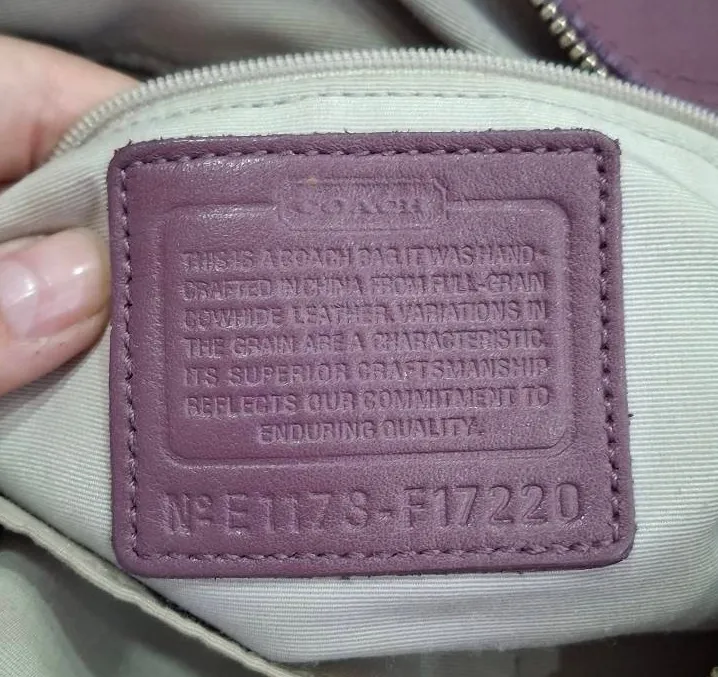 COACH
THIS IS A COACH BAG. IT WAS HAND-
CRAFTED IN CHINA FROM FULL-GRAIN
COWHIDE LEATHER. VARIATIONS IN
THE GRAIN ARE A CHARACTERISTIC.
ITS SUPERIOR CRAFTSMANSHIP
REFLECTS OUR COMMITMENT TO
ENDURING QUALITY.
Nº E1173-F17220